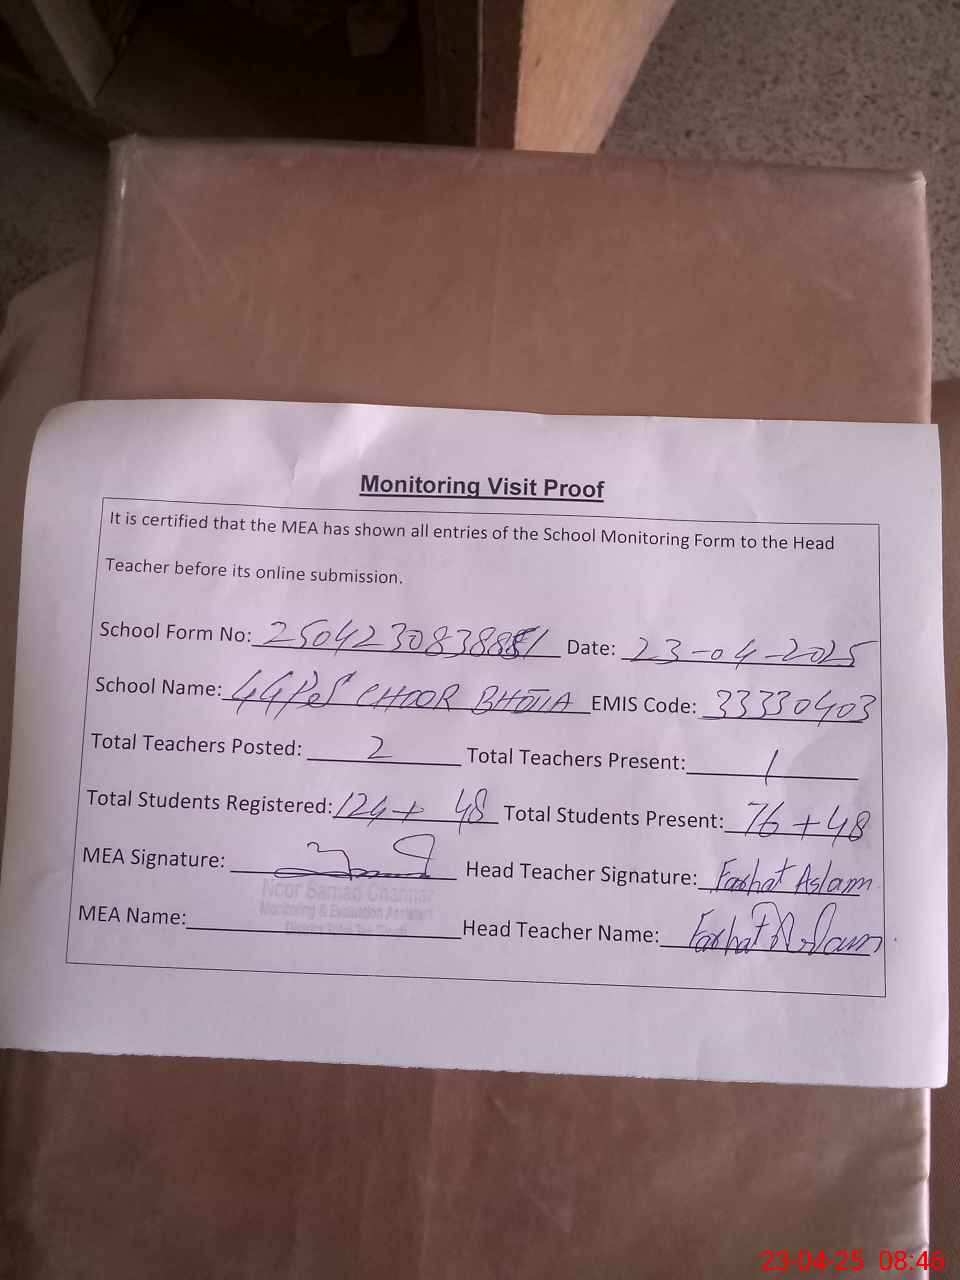 Monitoring Visit Proof
It is certified that the MEA has shown all entries of the School Monitoring Form to the Head
Teacher before its online submission.
School Form No: Date: 23-04-2025
School Name: CHOOR BHOJIA EMIS Code: 33330403
Total Teachers Posted: 2 Total Teachers Present: 1
Total Students Registered: 124 + 48 Total Students Present: 76 + 48
MEA Signature: Head Teacher Signature: Farhat Aslam
Noor Samad Channar
Monitoring & Evaluation Assistant
MEA Name: Head Teacher Name: Farhat Aslam
23-04-25 08:46